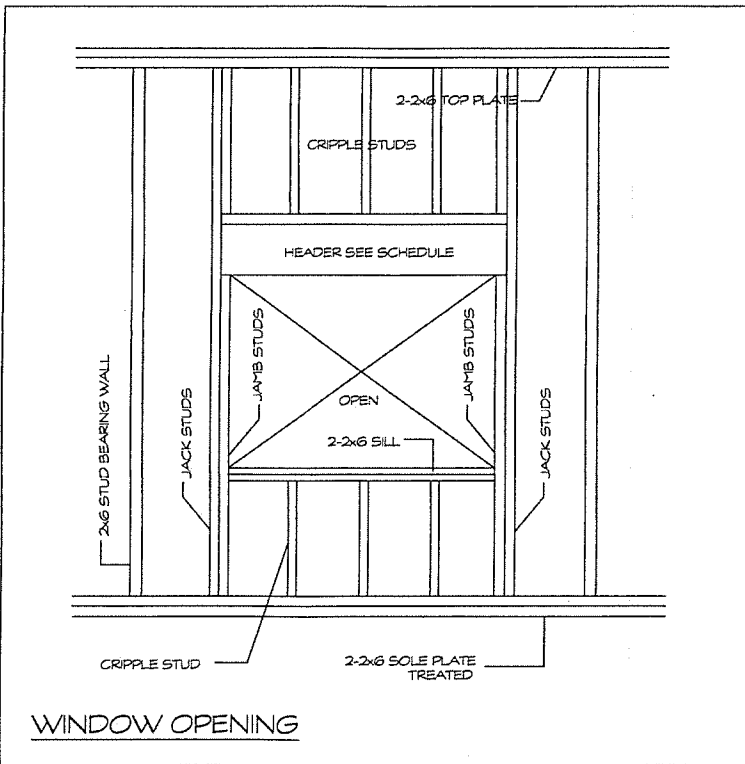 2-2x6 TOP PLATE
CRIPPLE STUDS
HEADER SEE SCHEDULE
JAMB STUDS
JAMB STUDS
OPEN
2-2x6 SILL
2x6 STUD BEARING WALL
JACK STUDS
JACK STUDS
CRIPPLE STUD
2-2x6 SOLE PLATE
TREATED
WINDOW OPENING